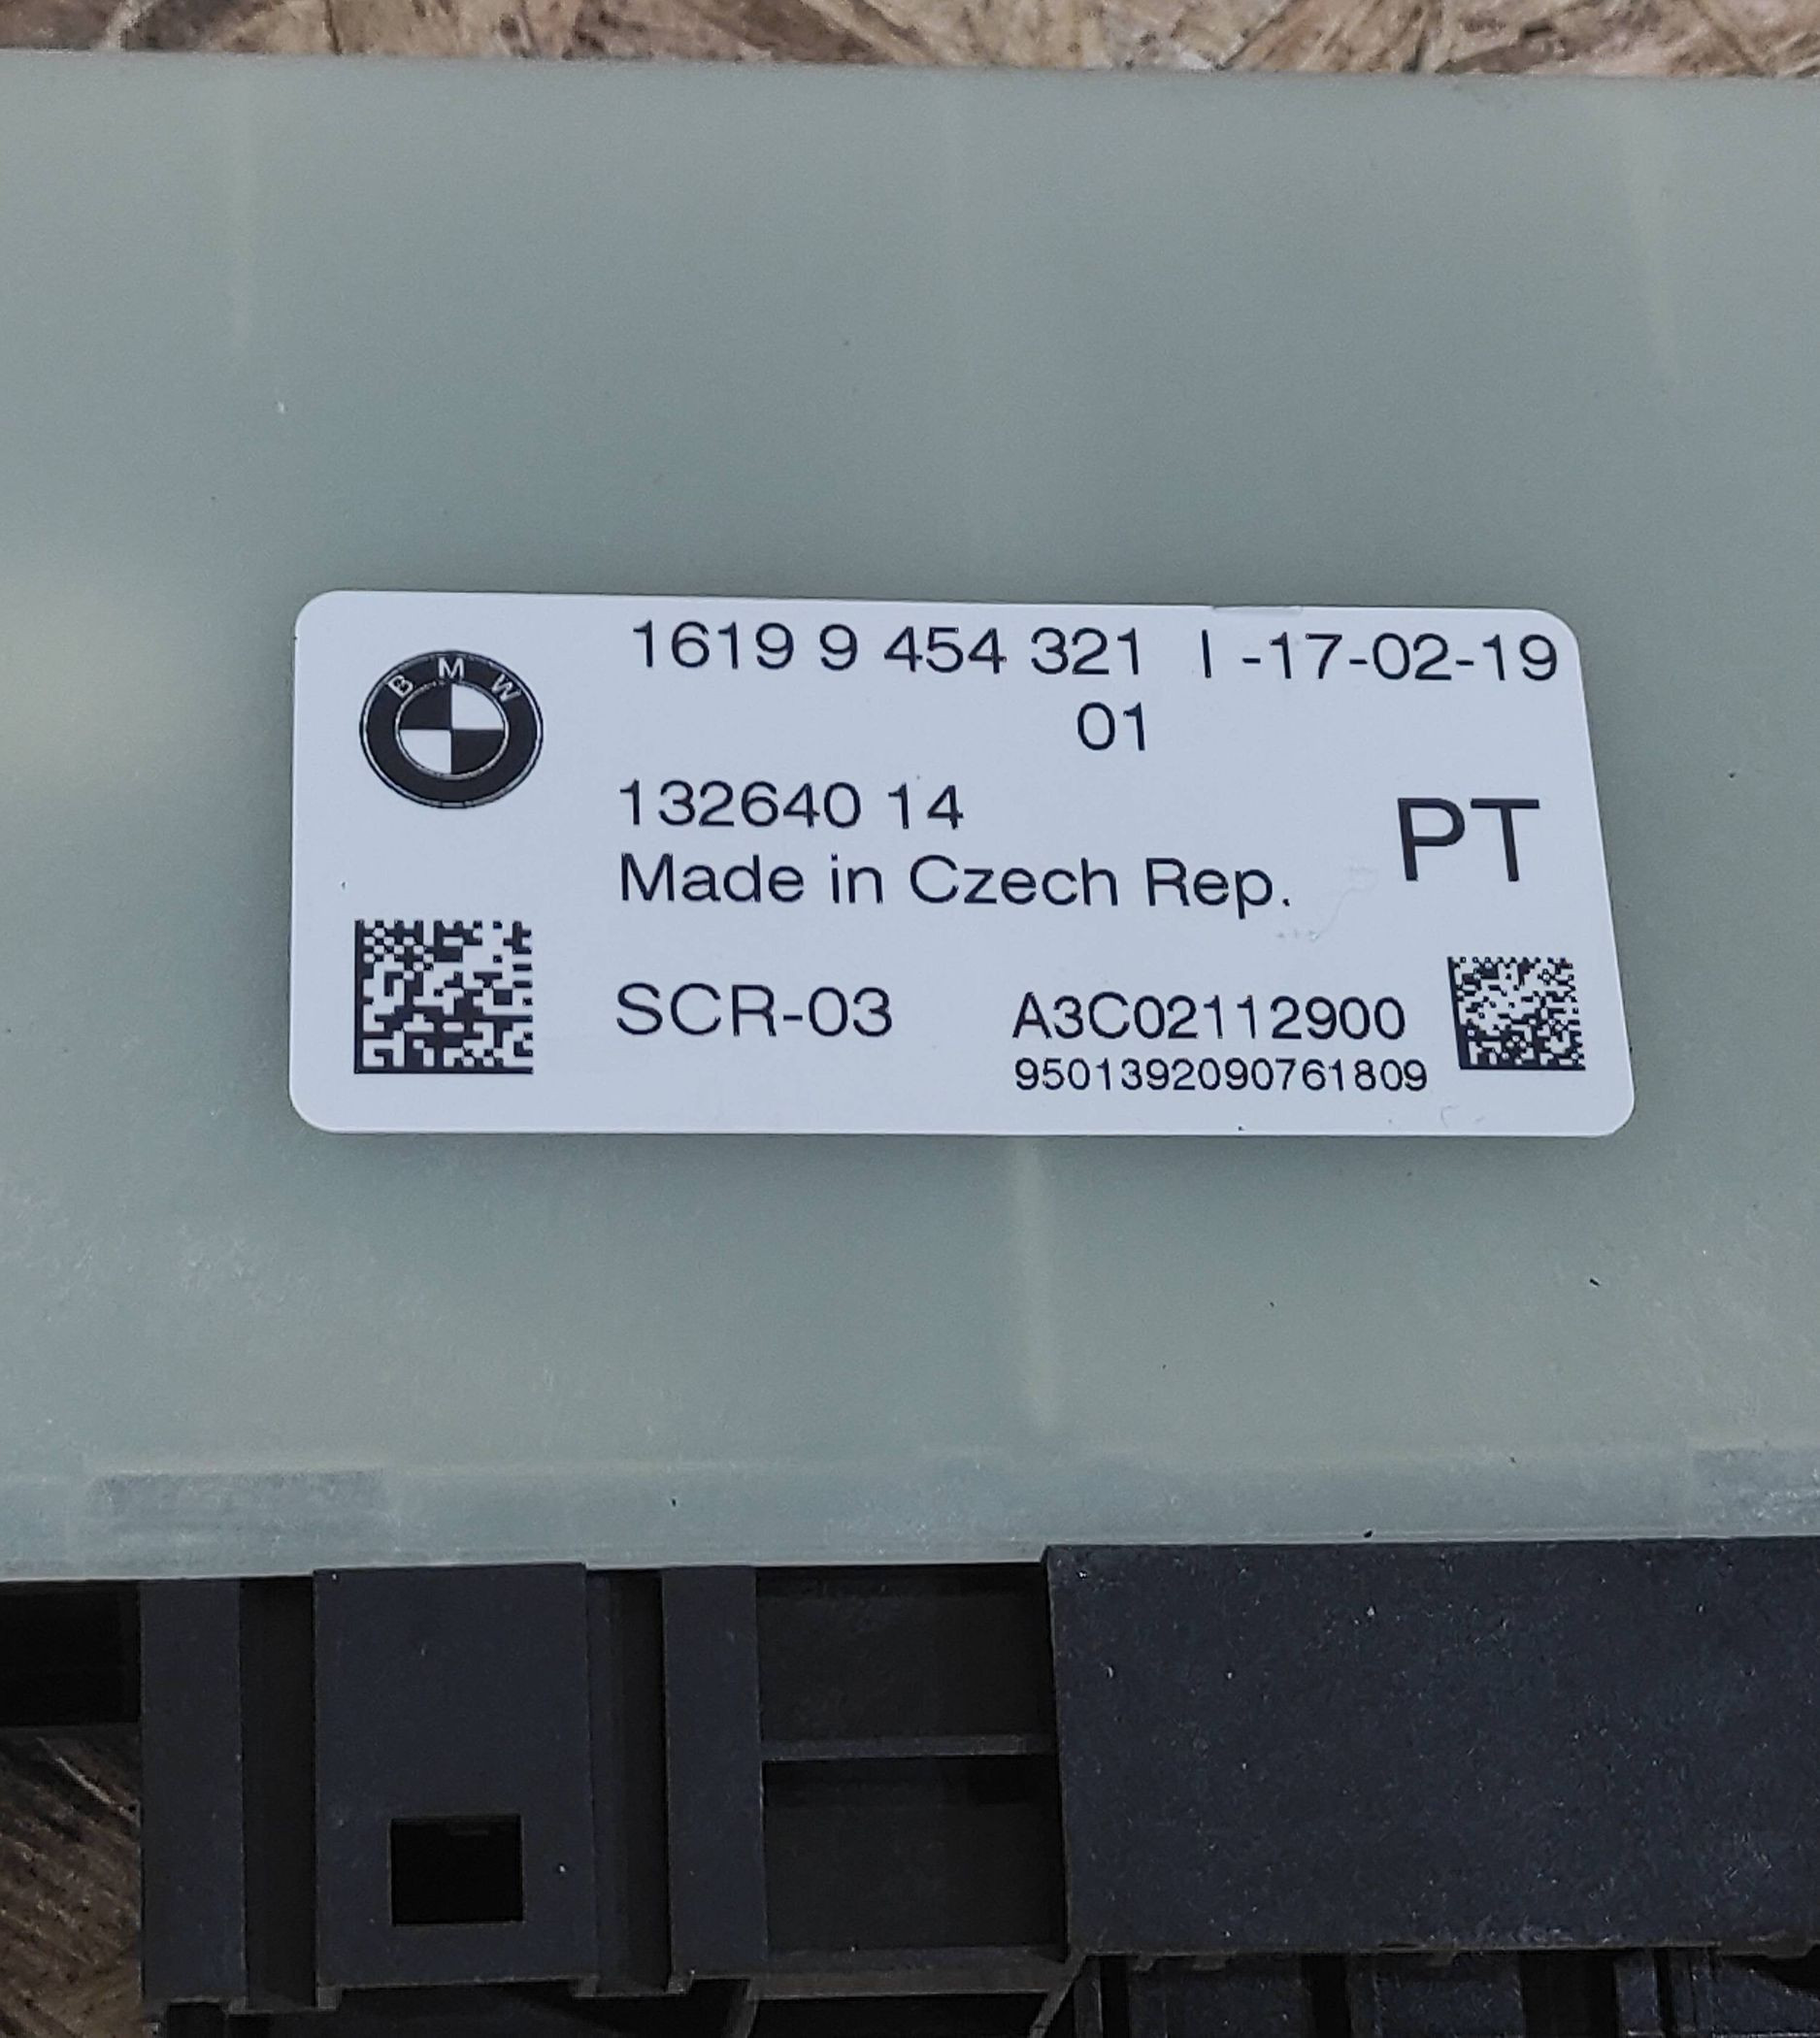 BMW
1619 9 454 321 I -17-02-19
01
132640 14
PT
Made in Czech Rep.
SCR-03 A3C02112900
9501392090761809